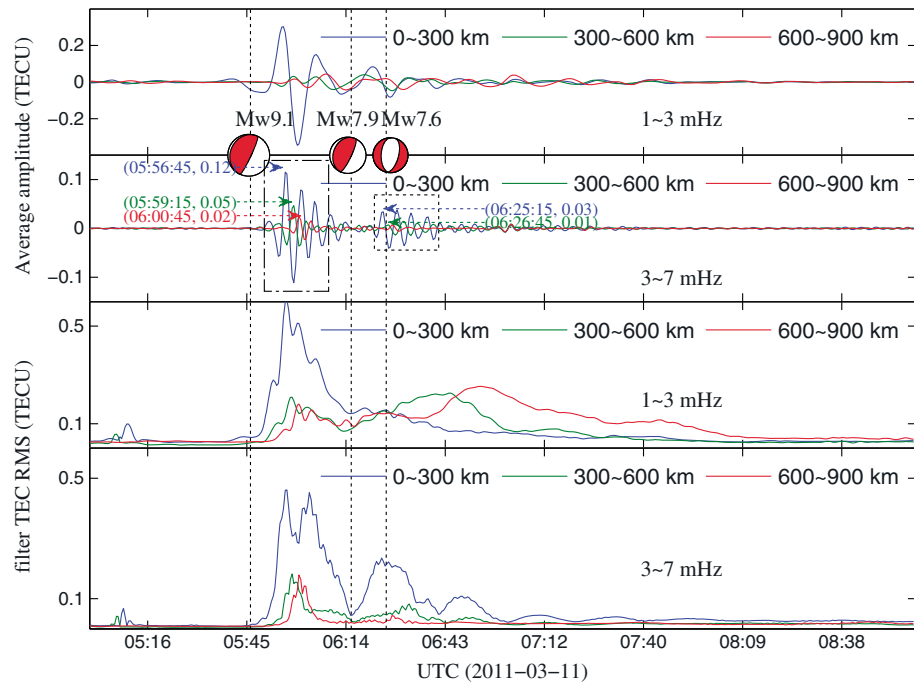 Average amplitude (TECU)
0.2
0~300 km
300~600 km
600~900 km
0
−0.2
Mw9.1
Mw7.9
Mw7.6
1~3 mHz
(05:56:45, 0.12)
0.1
0~300 km
300~600 km
600~900 km
(05:59:15, 0.05)
(06:25:15, 0.03)
(06:00:45, 0.02)
(06:26:45, 0.01)
0
−0.1
3~7 mHz
filter TEC RMS (TECU)
0.5
0~300 km
300~600 km
600~900 km
1~3 mHz
0.1
0.5
0~300 km
300~600 km
600~900 km
3~7 mHz
0.1
05:16
05:45
06:14
06:43
07:12
07:40
08:09
08:38
UTC (2011-03-11)